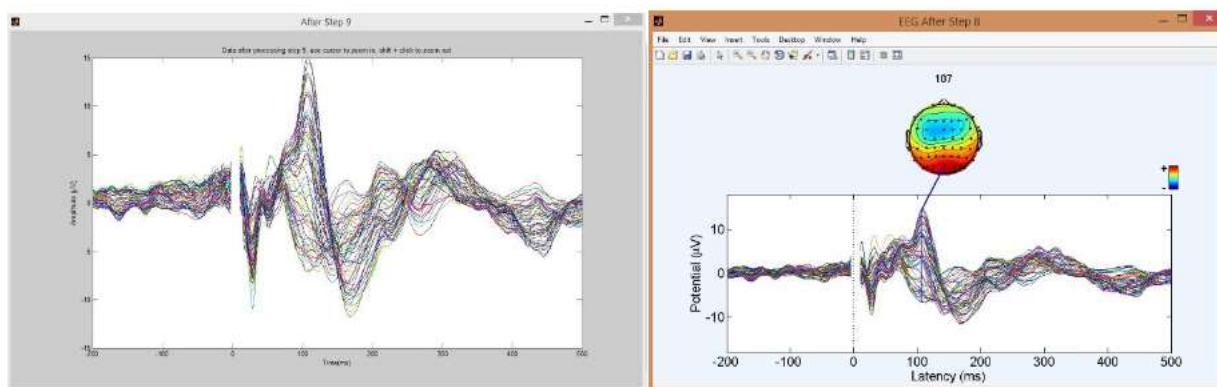 After Step 9
Data after processing step 9, use cursor to zoom in, shift + click to zoom out
15
10
5
0
-5
-10
-15
Amplitude (µV)
-200 -100 0 100 200 300 400 500
Time(ms)
EEG After Step 8
File Edit View Insert Tools Desktop Window Help
107
+
-
10
0
-10
Potential (µV)
-200 -100 0 100 200 300 400 500
Latency (ms)